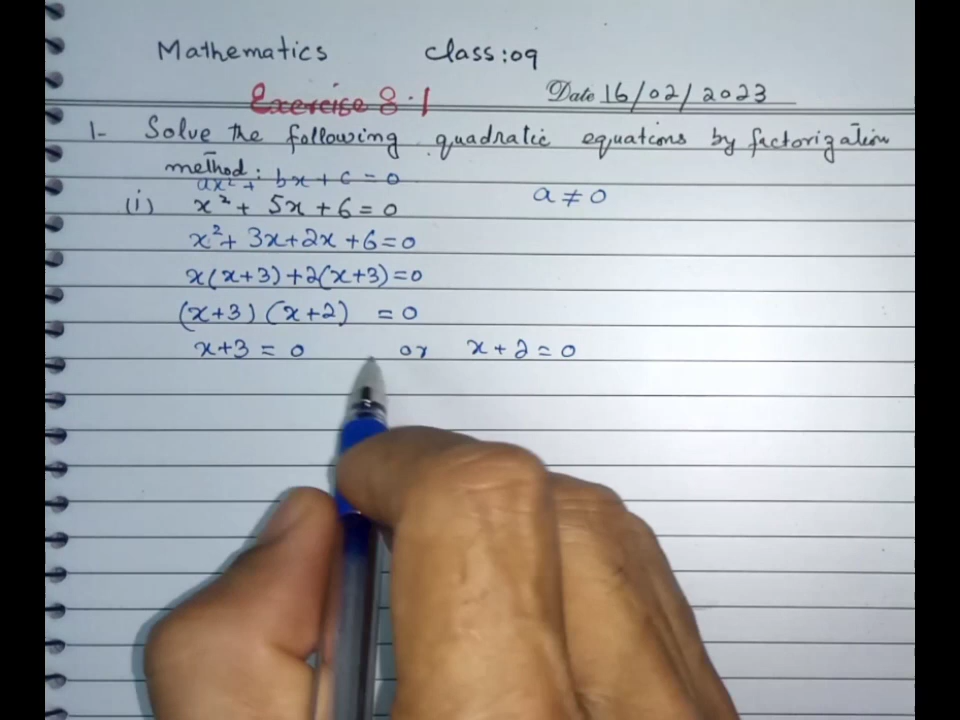 Mathematics Class:09
Exercise 8.1 Date 16/02/2023
1- Solve the following quadratic equations by factorization
method:
ax² + bx + c = 0
(i) x² + 5x + 6 = 0 a ≠ 0
x² + 3x + 2x + 6 = 0
x(x+3) + 2(x+3) = 0
(x+3) (x+2) = 0
x+3 = 0 or x + 2 = 0